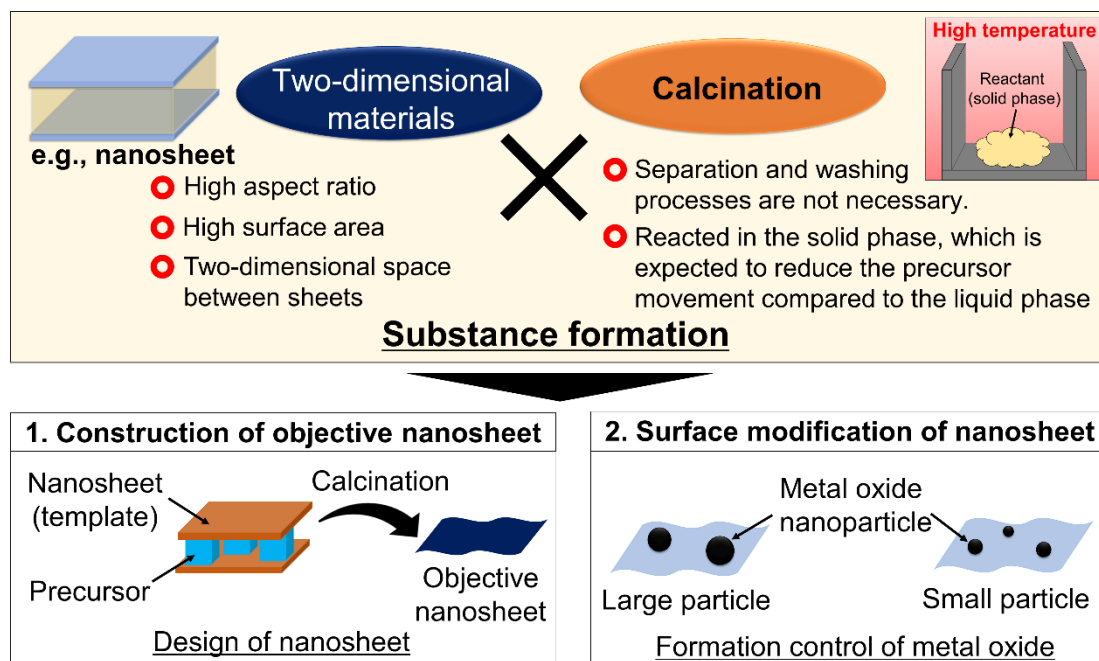 Two-dimensional
materials
e.g., nanosheet
High aspect ratio
High surface area
Two-dimensional space
between sheets
Calcination
High temperature
Reactant
(solid phase)
Separation and washing
processes are not necessary.
Reacted in the solid phase, which is
expected to reduce the precursor
movement compared to the liquid phase
Substance formation
1. Construction of objective nanosheet
Nanosheet
(template)
Calcination
Precursor
Objective
nanosheet
Design of nanosheet
2. Surface modification of nanosheet
Metal oxide
nanoparticle
Large particle
Small particle
Formation control of metal oxide